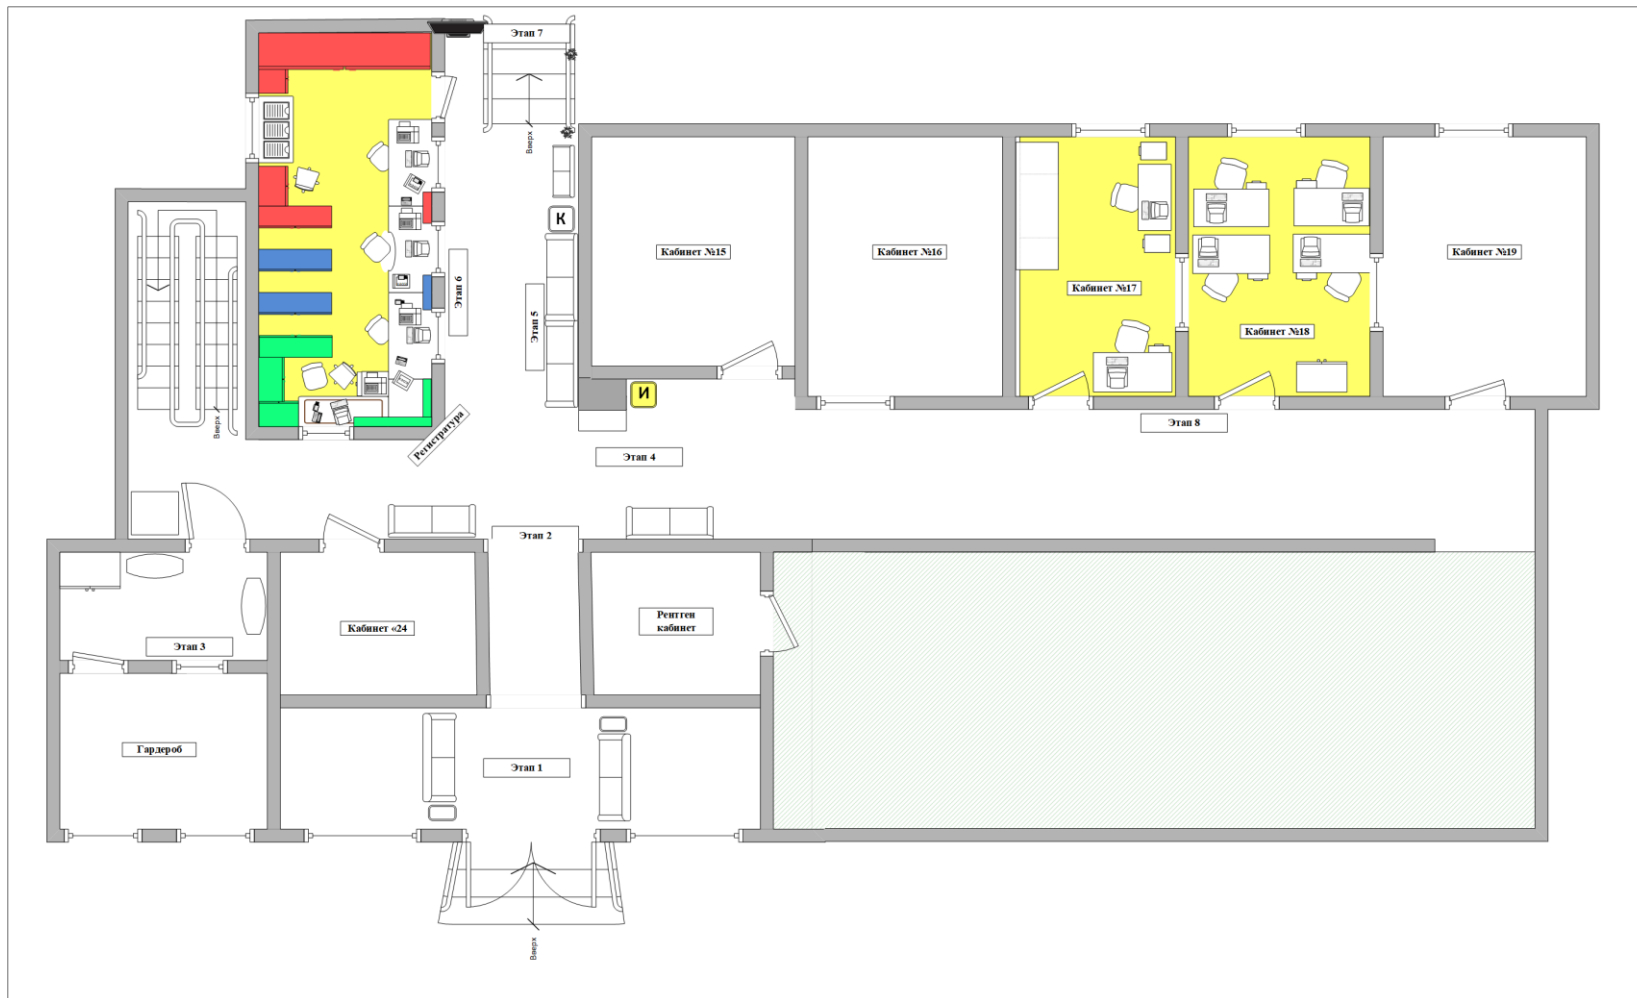 Этап 7
Вверх
К
Кабинет №15
Кабинет №16
Кабинет №17
Кабинет №18
Кабинет №19
Этап 6
Этап 5
И
Вверх
Регистратура
Этап 4
Этап 8
Этап 2
Этап 3
Кабинет «24
Рентген
кабинет
Гардероб
Этап 1
Вверх